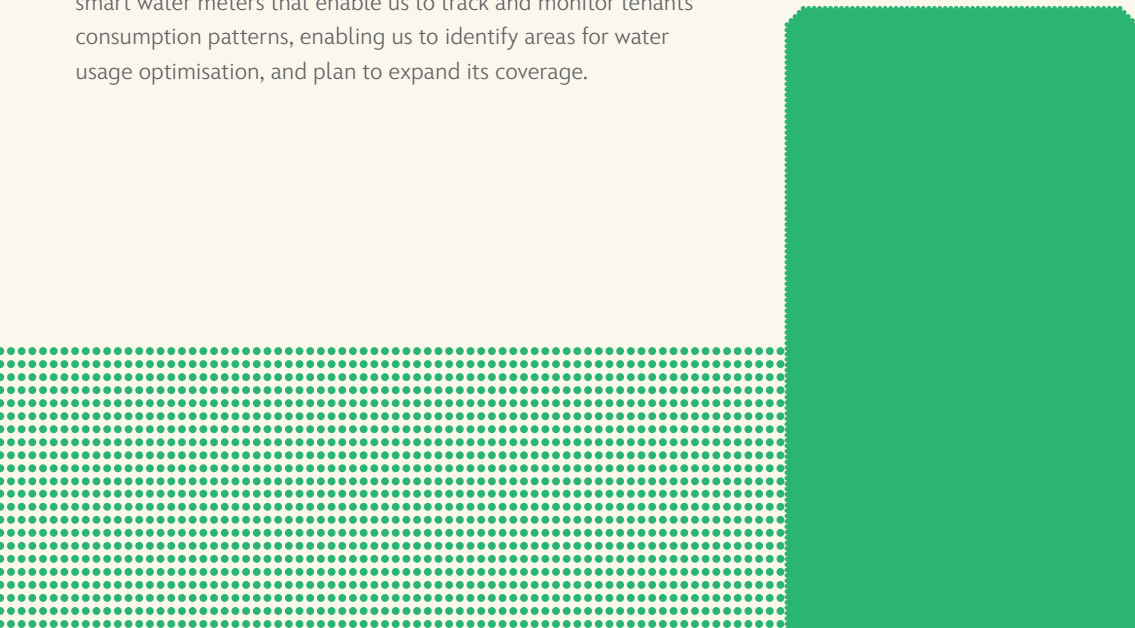 smart water meters that enable us to track and monitor tenants
consumption patterns, enabling us to identify areas for water
usage optimisation, and plan to expand its coverage.